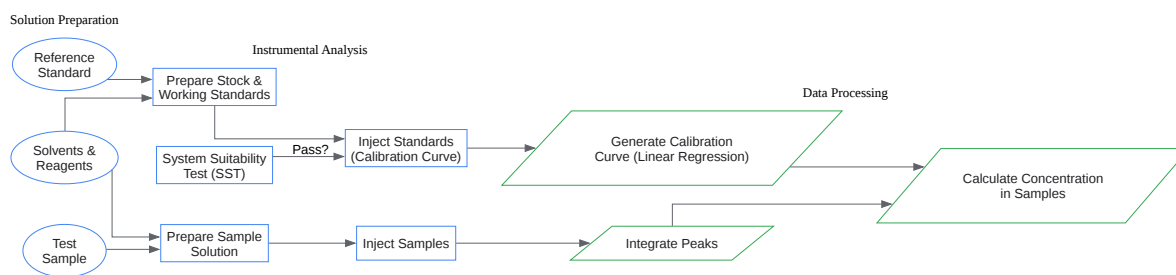 Solution Preparation
Instrumental Analysis
Data Processing
Reference
Standard
Prepare Stock &
Working Standards
Solvents &
Reagents
System Suitability
Test (SST)
Pass?
Inject Standards
(Calibration Curve)
Generate Calibration
Curve (Linear Regression)
Calculate Concentration
in Samples
Test
Sample
Prepare Sample
Solution
Inject Samples
Integrate Peaks